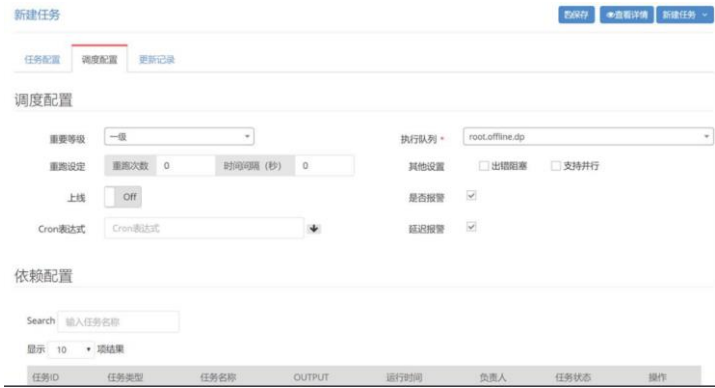 新建任务 保存 查看详情 新建任务
任务配置 调度配置 更新记录
调度配置
重要等级 一级 执行队列 * root.offline.dp
重跑设定 重跑次数 0 时间间隔（秒） 0 其他设置 出错阻塞 支持并行
上线 Off 是否报警
Cron表达式 Cron表达式 延迟报警
依赖配置
Search 输入任务名称
显示 10 项结果
任务ID 任务类型 任务名称 OUTPUT 运行时间 负责人 任务状态 操作